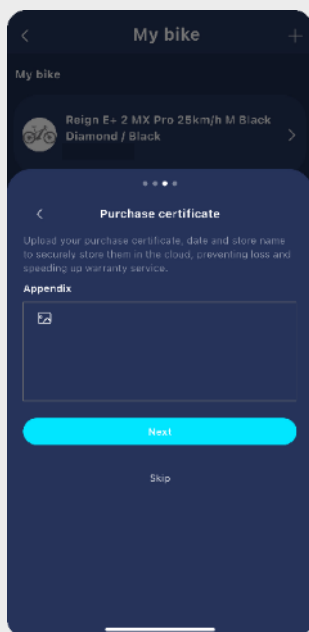 My bike
My bike
Reign E+ 2 MX Pro 25km/h M Black
Diamond / Black
Purchase certificate
Upload your purchase certificate, date and store name
to securely store them in the cloud, preventing loss and
speeding up warranty service.
Appendix
Next
Skip